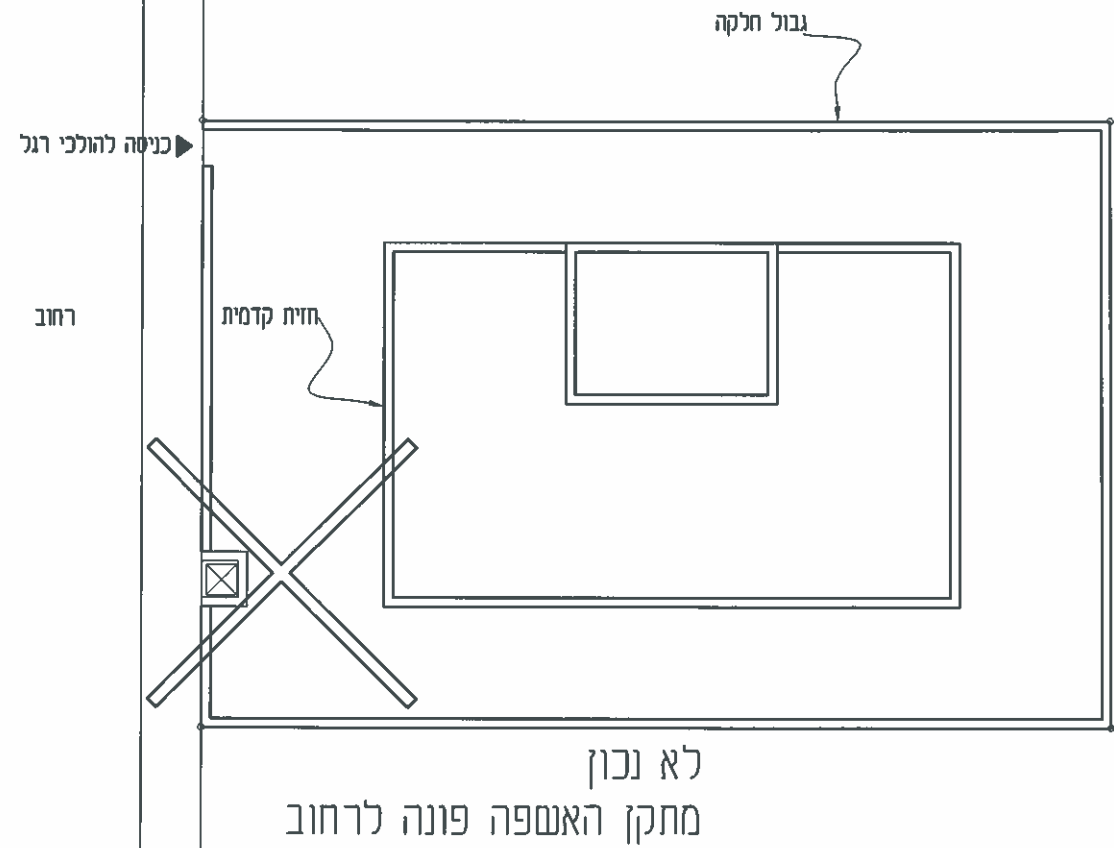 גבול חלקה
כניסה להולכי רגל
רחוב
חזית קדמית
לא נכון
מתקן האשפה פונה לרחוב